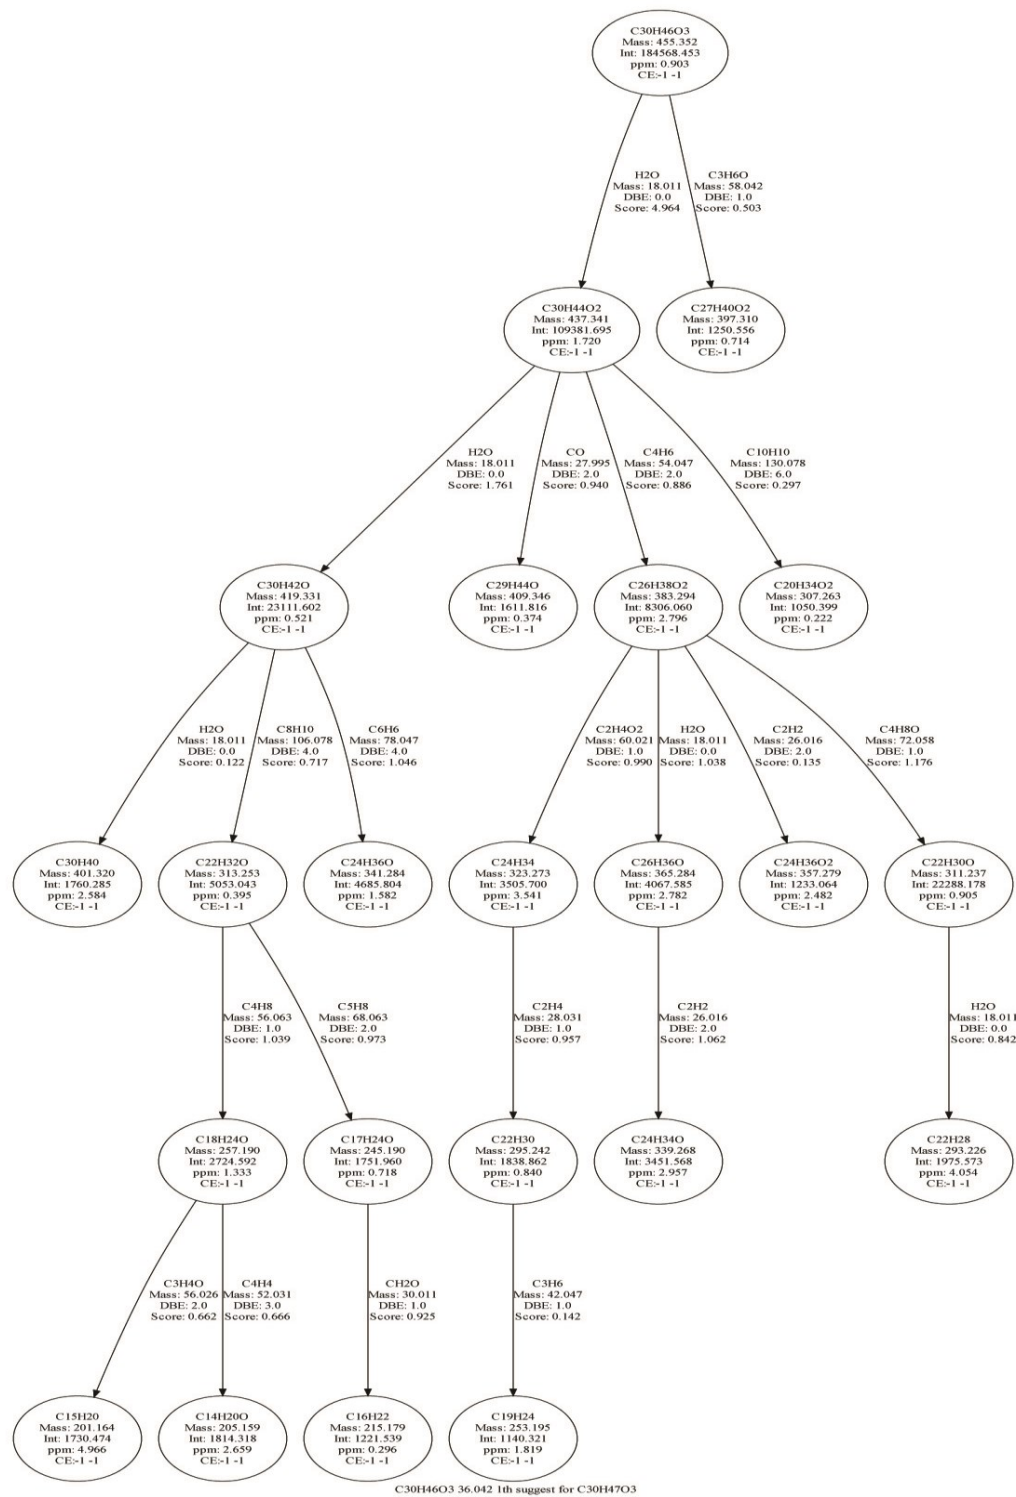 C30H46O3
Mass: 455.352
Int: 184568.453
ppm: 0.903
CE:-1 -1
H2O
Mass: 18.011
DBE: 0.0
Score: 4.964
C3H6O
Mass: 58.042
DBE: 1.0
Score: 0.503
C30H44O2
Mass: 437.341
Int: 109381.695
ppm: 1.720
CE:-1 -1
C27H40O2
Mass: 397.310
Int: 1250.556
ppm: 0.714
CE:-1 -1
H2O
Mass: 18.011
DBE: 0.0
Score: 1.761
CO
Mass: 27.995
DBE: 2.0
Score: 0.940
C4H6
Mass: 54.047
DBE: 2.0
Score: 0.886
C10H10
Mass: 130.078
DBE: 6.0
Score: 0.297
C30H42O
Mass: 419.331
Int: 23111.602
ppm: 0.521
CE:-1 -1
C29H44O
Mass: 409.346
Int: 1611.816
ppm: 0.374
CE:-1 -1
C26H38O2
Mass: 383.294
Int: 8306.060
ppm: 2.796
CE:-1 -1
C20H34O2
Mass: 307.263
Int: 1050.399
ppm: 0.222
CE:-1 -1
H2O
Mass: 18.011
DBE: 0.0
Score: 0.122
C8H10
Mass: 106.078
DBE: 4.0
Score: 0.717
C6H6
Mass: 78.047
DBE: 4.0
Score: 1.046
C2H4O2
Mass: 60.021
DBE: 1.0
Score: 0.990
H2O
Mass: 18.011
DBE: 0.0
Score: 1.038
C2H2
Mass: 26.016
DBE: 2.0
Score: 0.135
C4H8O
Mass: 72.058
DBE: 1.0
Score: 1.176
C30H40
Mass: 401.320
Int: 1760.285
ppm: 2.584
CE:-1 -1
C22H32O
Mass: 313.253
Int: 5053.043
ppm: 0.395
CE:-1 -1
C24H36O
Mass: 341.284
Int: 4685.804
ppm: 1.582
CE:-1 -1
C24H34
Mass: 323.273
Int: 3505.700
ppm: 3.541
CE:-1 -1
C26H36O
Mass: 365.284
Int: 4067.585
ppm: 2.782
CE:-1 -1
C24H36O2
Mass: 357.279
Int: 1233.064
ppm: 2.482
CE:-1 -1
C22H30O
Mass: 311.237
Int: 22288.178
ppm: 0.905
CE:-1 -1
C4H8
Mass: 56.063
DBE: 1.0
Score: 1.039
C5H8
Mass: 68.063
DBE: 2.0
Score: 0.973
C2H4
Mass: 28.031
DBE: 1.0
Score: 0.957
C2H2
Mass: 26.016
DBE: 2.0
Score: 1.062
H2O
Mass: 18.011
DBE: 0.0
Score: 0.842
C18H24O
Mass: 257.190
Int: 2724.592
ppm: 1.333
CE:-1 -1
C17H24O
Mass: 245.190
Int: 1751.960
ppm: 0.718
CE:-1 -1
C22H30
Mass: 295.242
Int: 1838.862
ppm: 0.840
CE:-1 -1
C24H34O
Mass: 339.268
Int: 3451.568
ppm: 2.957
CE:-1 -1
C22H28
Mass: 293.226
Int: 1975.573
ppm: 4.054
CE:-1 -1
C3H4O
Mass: 56.026
DBE: 2.0
Score: 0.662
C4H4
Mass: 52.031
DBE: 3.0
Score: 0.666
CH2O
Mass: 30.011
DBE: 1.0
Score: 0.925
C3H6
Mass: 42.047
DBE: 1.0
Score: 0.142
C15H20
Mass: 201.164
Int: 1730.474
ppm: 4.966
CE:-1 -1
C14H20O
Mass: 205.159
Int: 1814.318
ppm: 2.659
CE:-1 -1
C16H22
Mass: 215.179
Int: 1221.539
ppm: 0.296
CE:-1 -1
C19H24
Mass: 253.195
Int: 1140.321
ppm: 1.819
CE:-1 -1
C30H46O3 36.042 1th suggest for C30H47O3